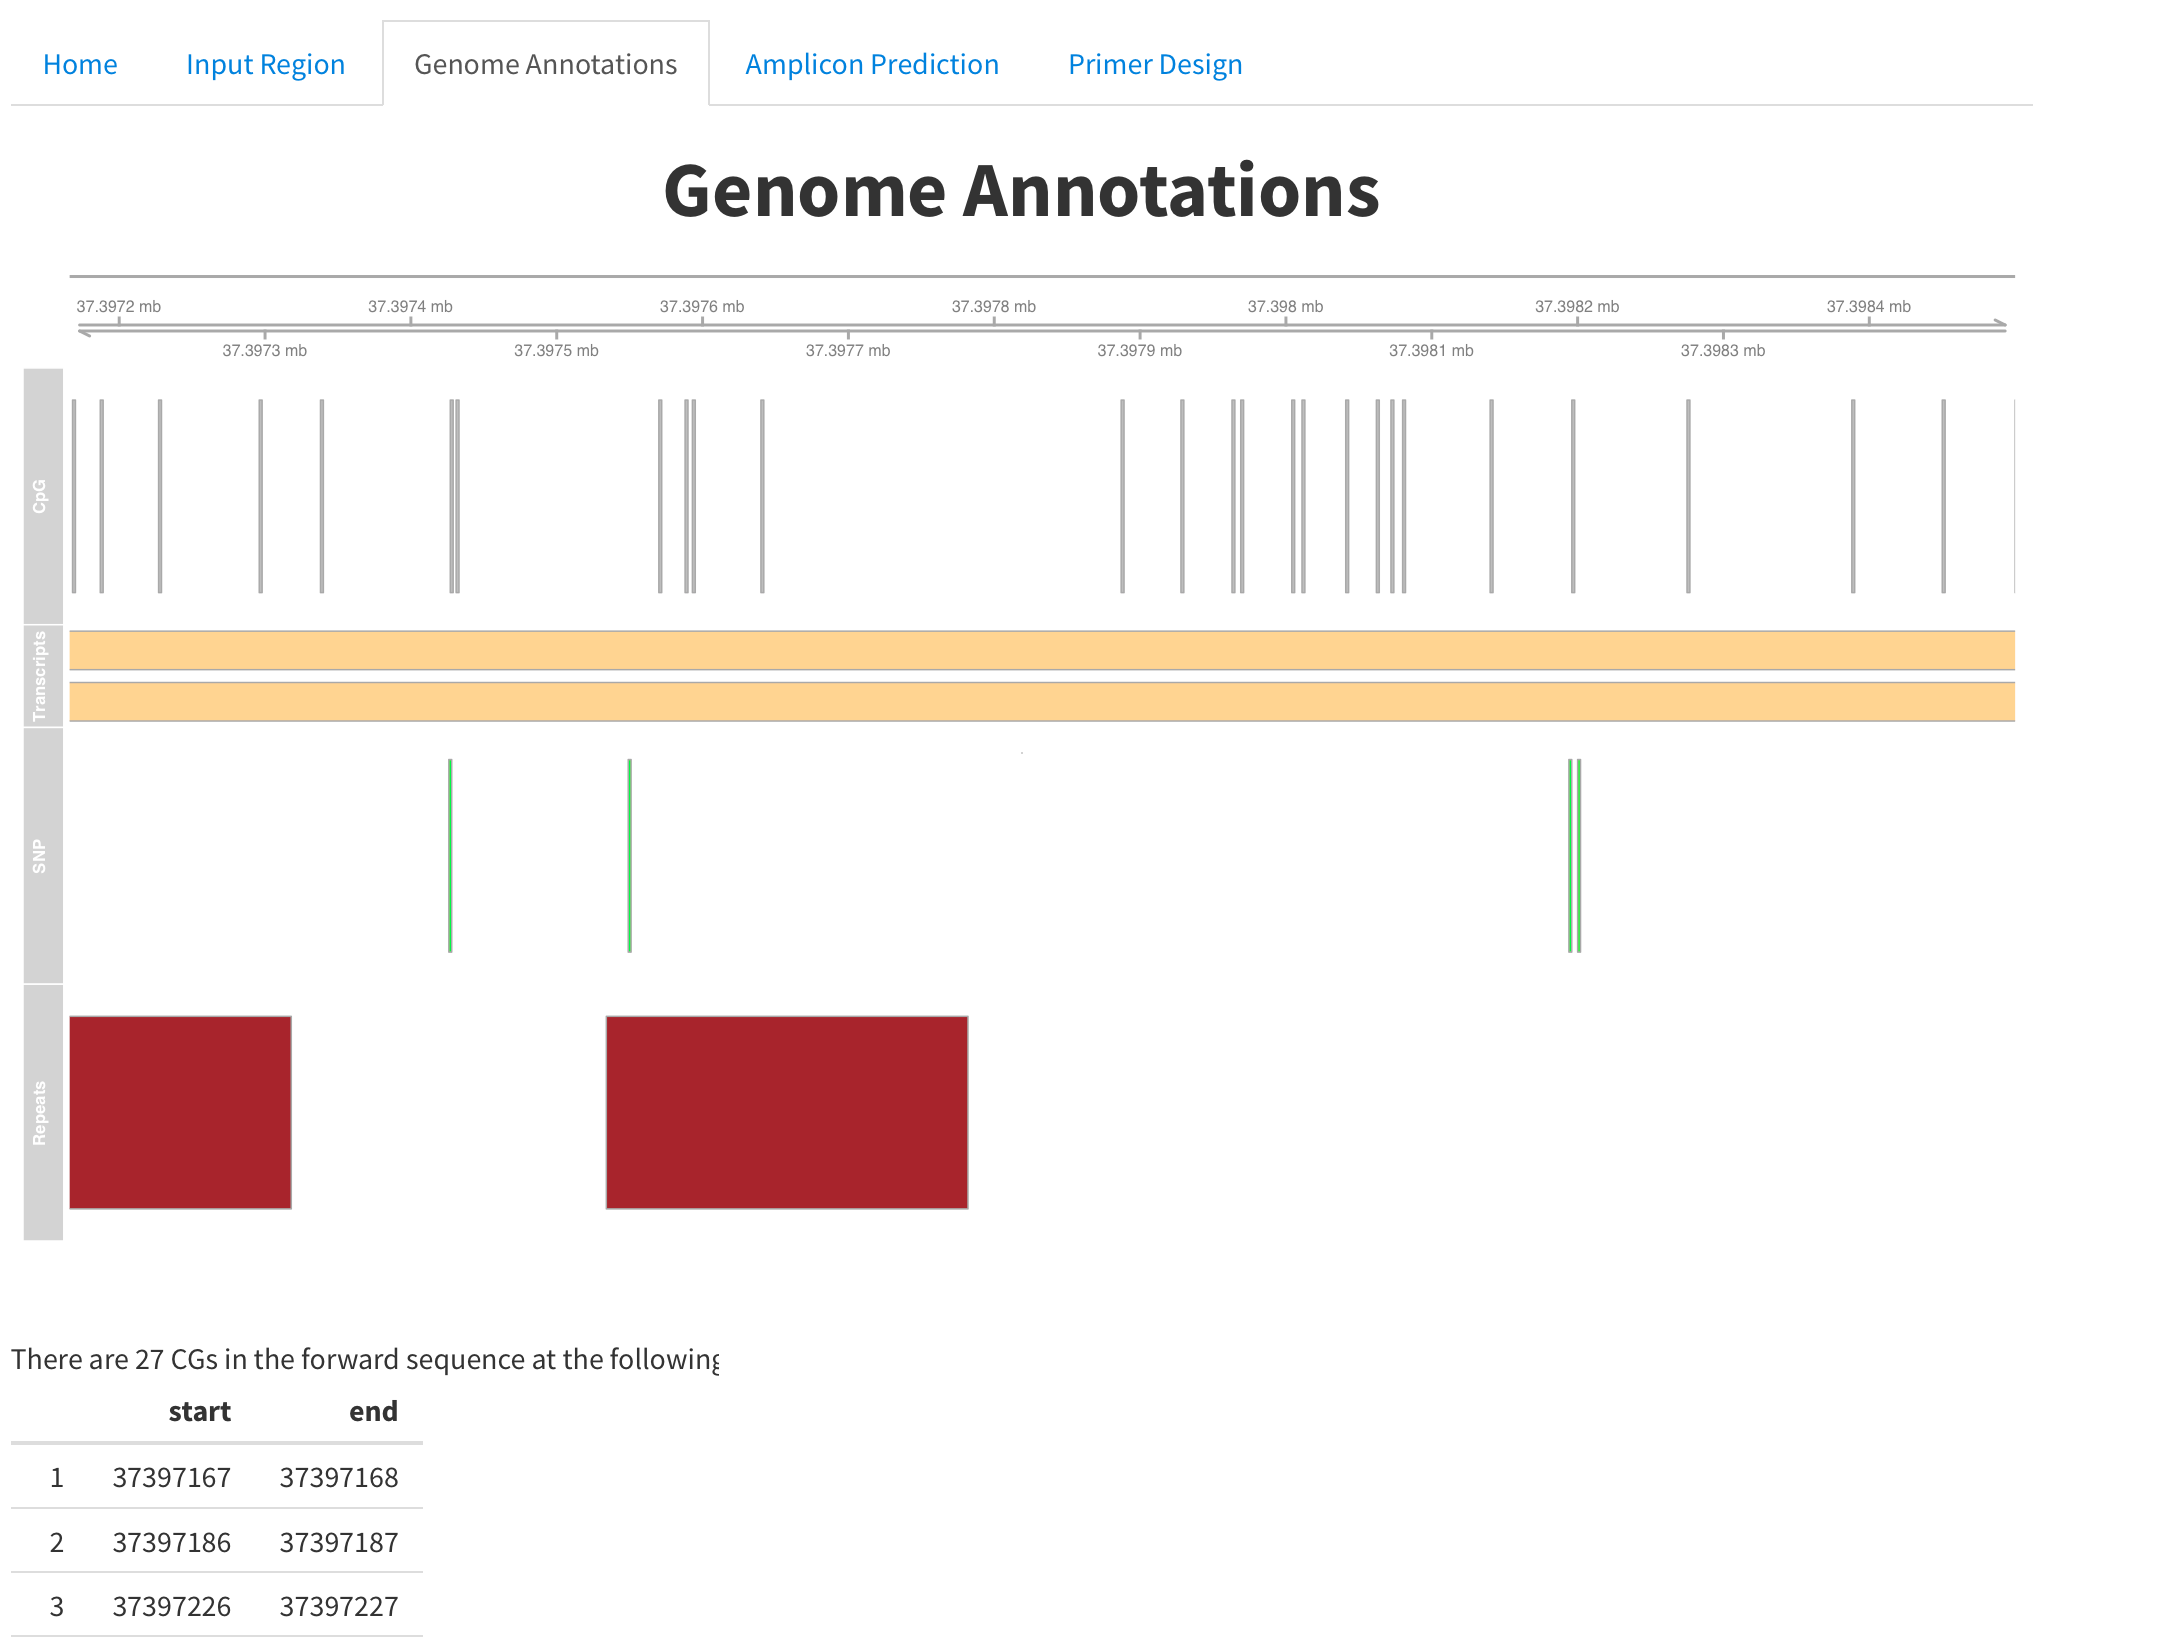 Home Input Region Genome Annotations Amplicon Prediction Primer Design
Genome Annotations
37.3972 mb 37.3974 mb 37.3976 mb 37.3978 mb 37.398 mb 37.3982 mb 37.3984 mb
37.3973 mb 37.3975 mb 37.3977 mb 37.3979 mb 37.3981 mb 37.3983 mb
CpG
Transcripts
SNP
Repeats
There are 27 CGs in the forward sequence at the following
start end
1 37397167 37397168
2 37397186 37397187
3 37397226 37397227